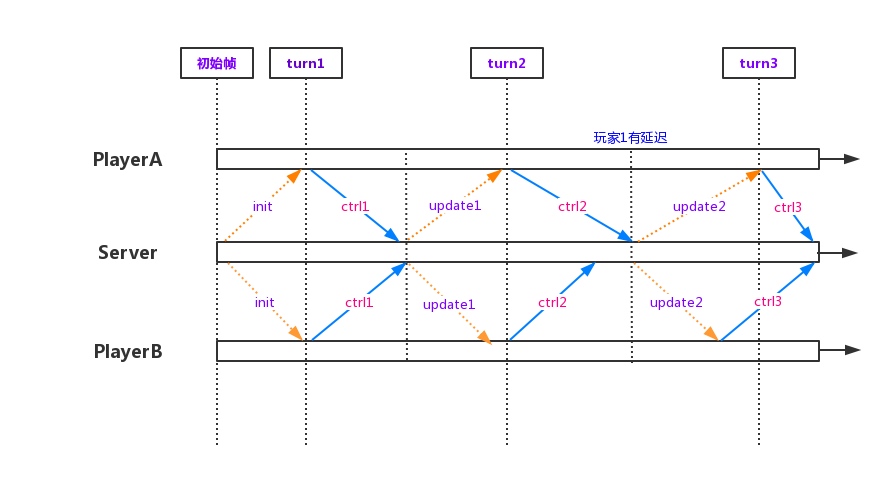 初始帧
turn1
turn2
turn3
玩家1有延迟
PlayerA
init
ctrl1
update1
ctrl2
update2
ctrl3
Server
init
ctrl1
update1
ctrl2
update2
ctrl3
PlayerB